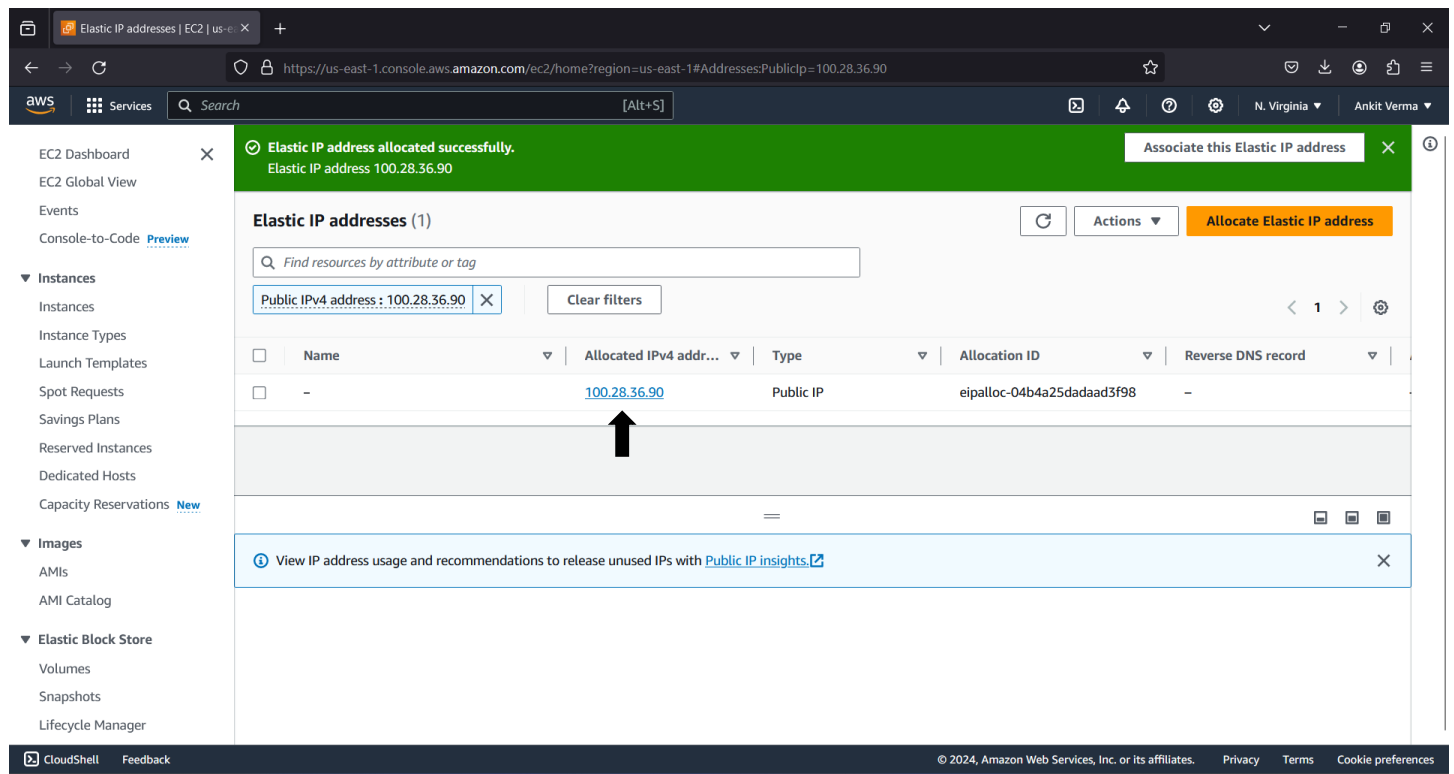 Elastic IP addresses | EC2 | us-e
https://us-east-1.console.aws.amazon.com/ec2/home?region=us-east-1#Addresses:PublicIp=100.28.36.90
aws Services Search [Alt+S] N. Virginia ▼ Ankit Verma ▼
EC2 Dashboard
EC2 Global View
Events
Console-to-Code Preview
▼ Instances
Instances
Instance Types
Launch Templates
Spot Requests
Savings Plans
Reserved Instances
Dedicated Hosts
Capacity Reservations New
▼ Images
AMIs
AMI Catalog
▼ Elastic Block Store
Volumes
Snapshots
Lifecycle Manager
Elastic IP address allocated successfully.
Elastic IP address 100.28.36.90
Associate this Elastic IP address
Elastic IP addresses (1)
Actions ▼
Allocate Elastic IP address
Find resources by attribute or tag
Public IPv4 address : 100.28.36.90
Clear filters
1
Name Allocated IPv4 addr... Type Allocation ID Reverse DNS record
– 100.28.36.90 Public IP eipalloc-04b4a25dadaad3f98 –
View IP address usage and recommendations to release unused IPs with Public IP insights.
CloudShell Feedback © 2024, Amazon Web Services, Inc. or its affiliates. Privacy Terms Cookie preferences